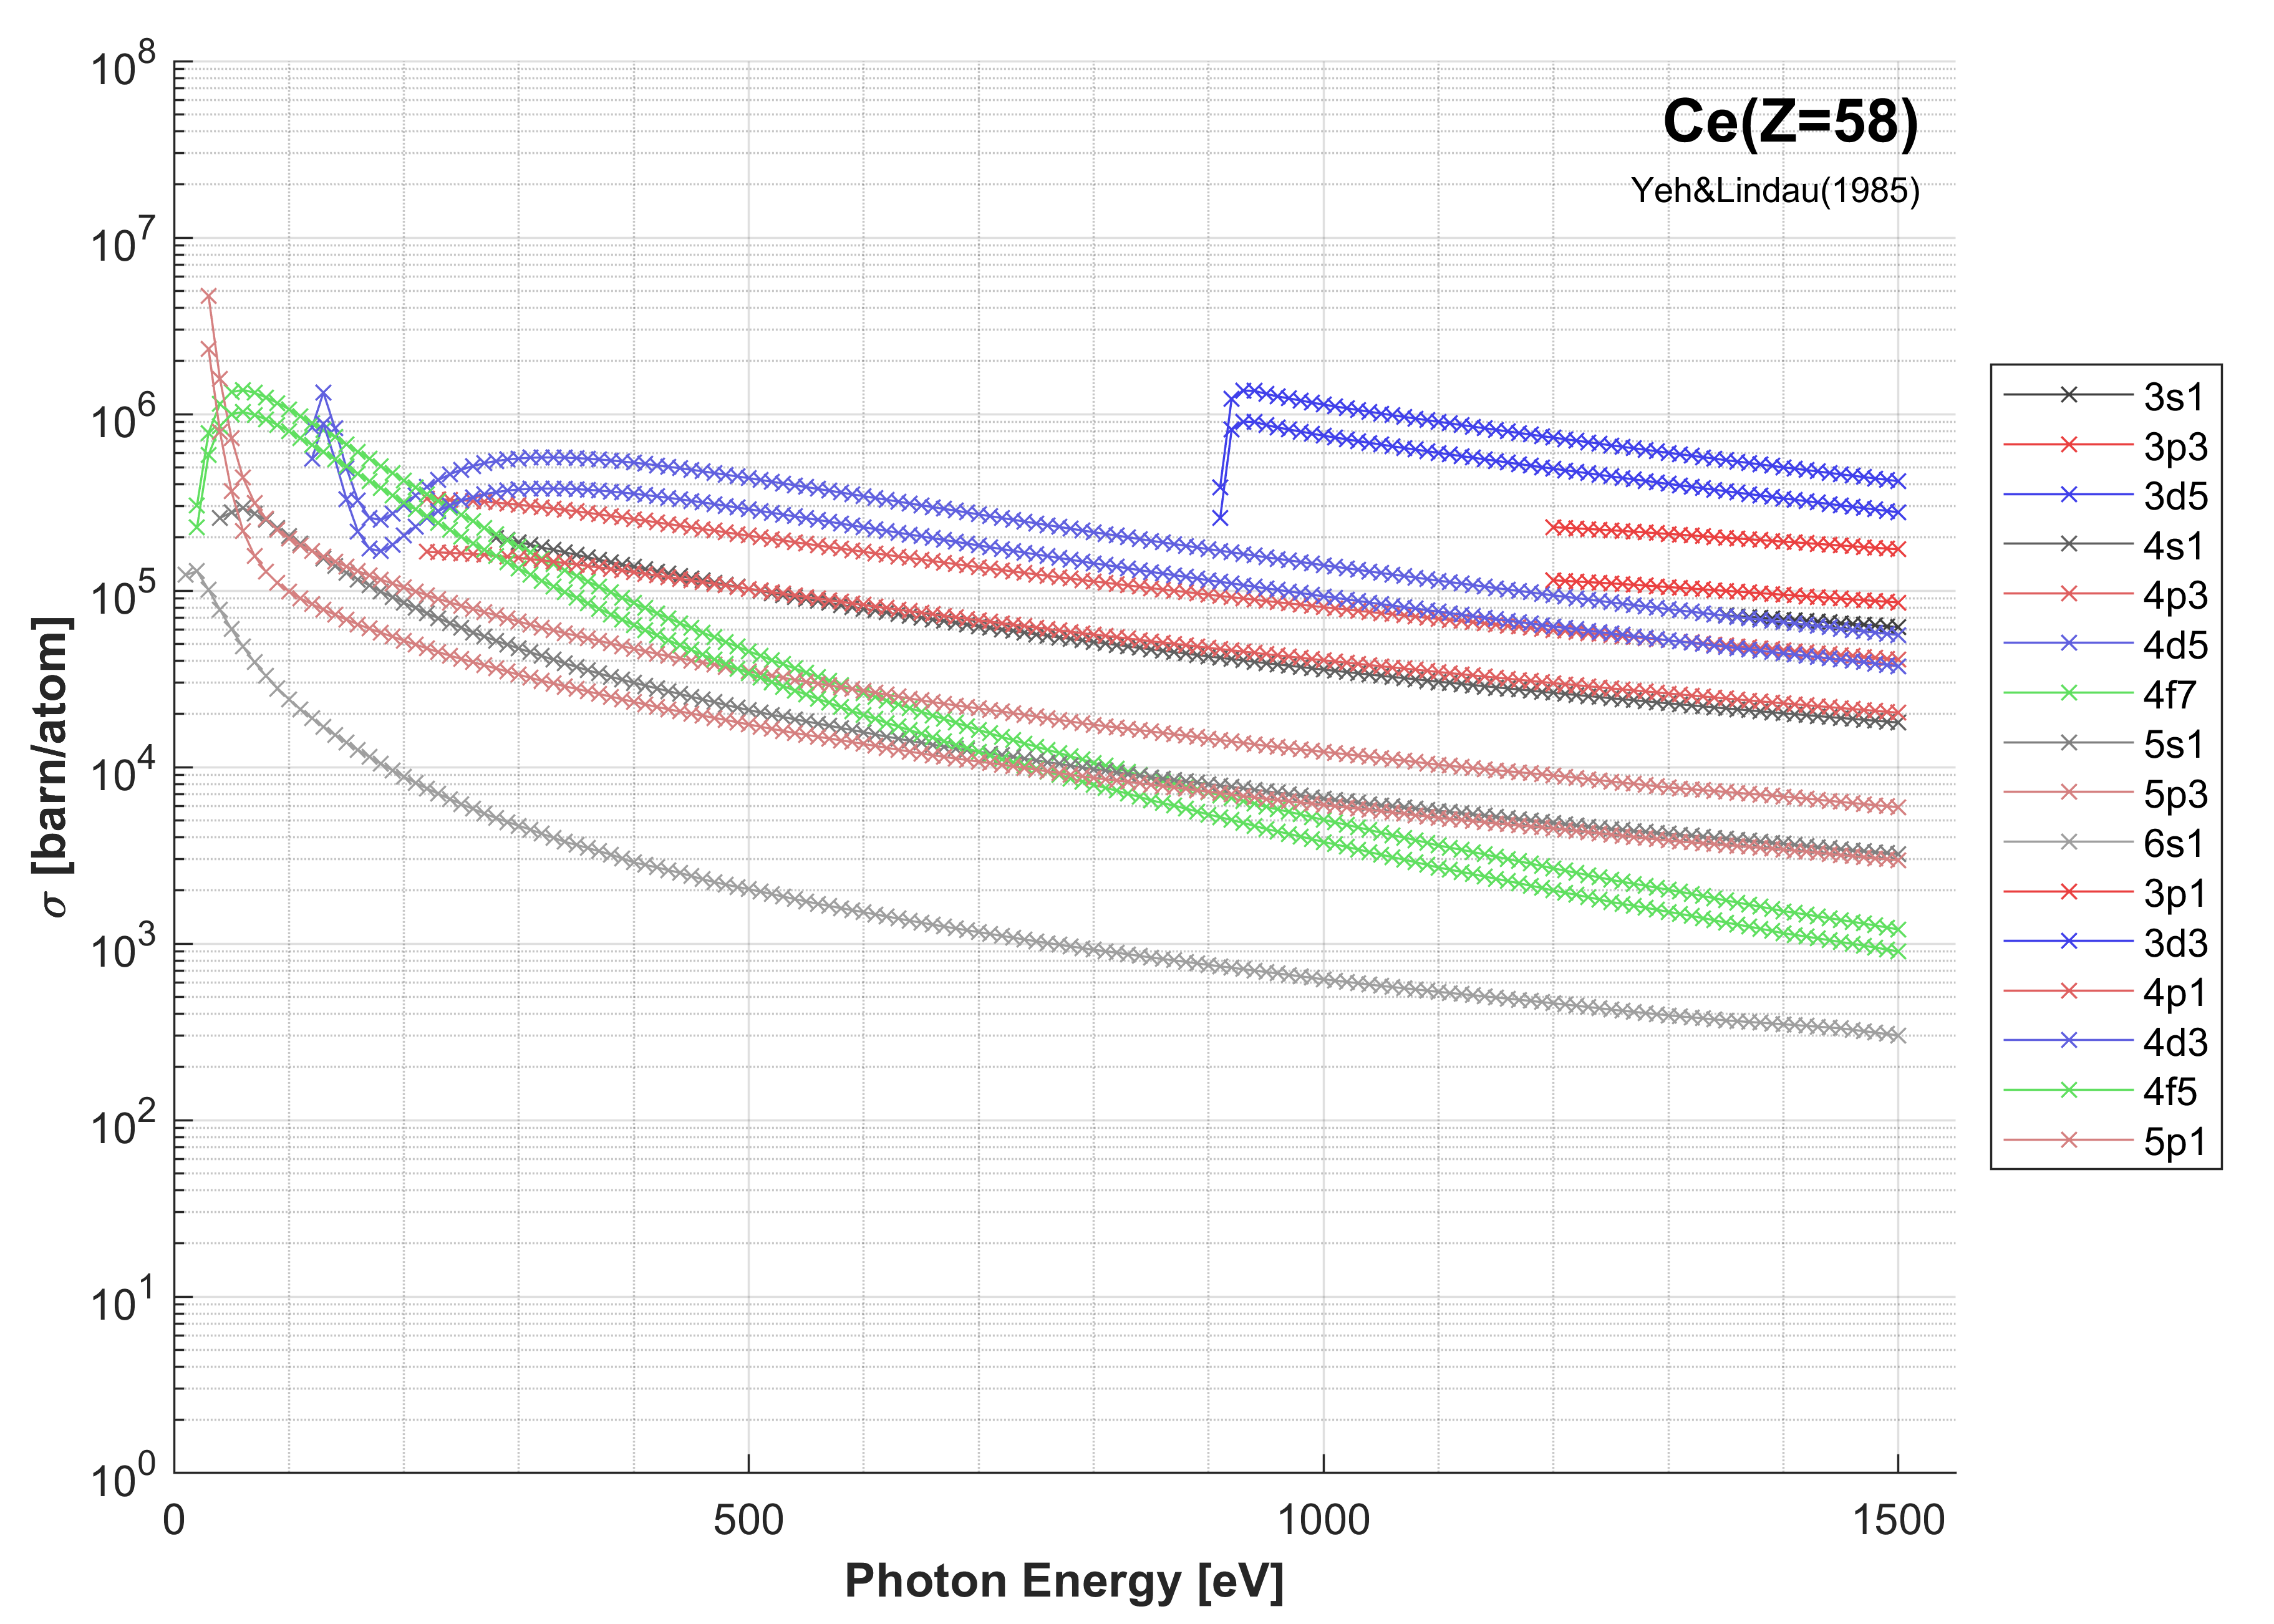 Ce(Z=58)
Yeh&Lindau(1985)
10^8
10^7
10^6
10^5
10^4
10^3
10^2
10^1
10^0
σ [barn/atom]
0 500 1000 1500
Photon Energy [eV]
3s1
3p3
3d5
4s1
4p3
4d5
4f7
5s1
5p3
6s1
3p1
3d3
4p1
4d3
4f5
5p1